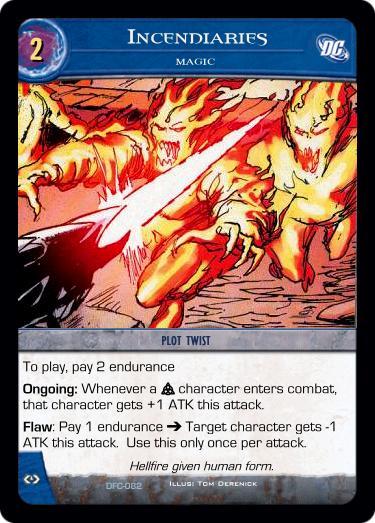 2
INCENDIARIES
MAGIC
DC
PLOT TWIST
To play, pay 2 endurance
Ongoing: Whenever a character enters combat,
that character gets +1 ATK this attack.
Flaw: Pay 1 endurance ➔ Target character gets -1
ATK this attack. Use this only once per attack.
Hellfire given human form.
DFC-082 ILLUS: TOM DERENICK